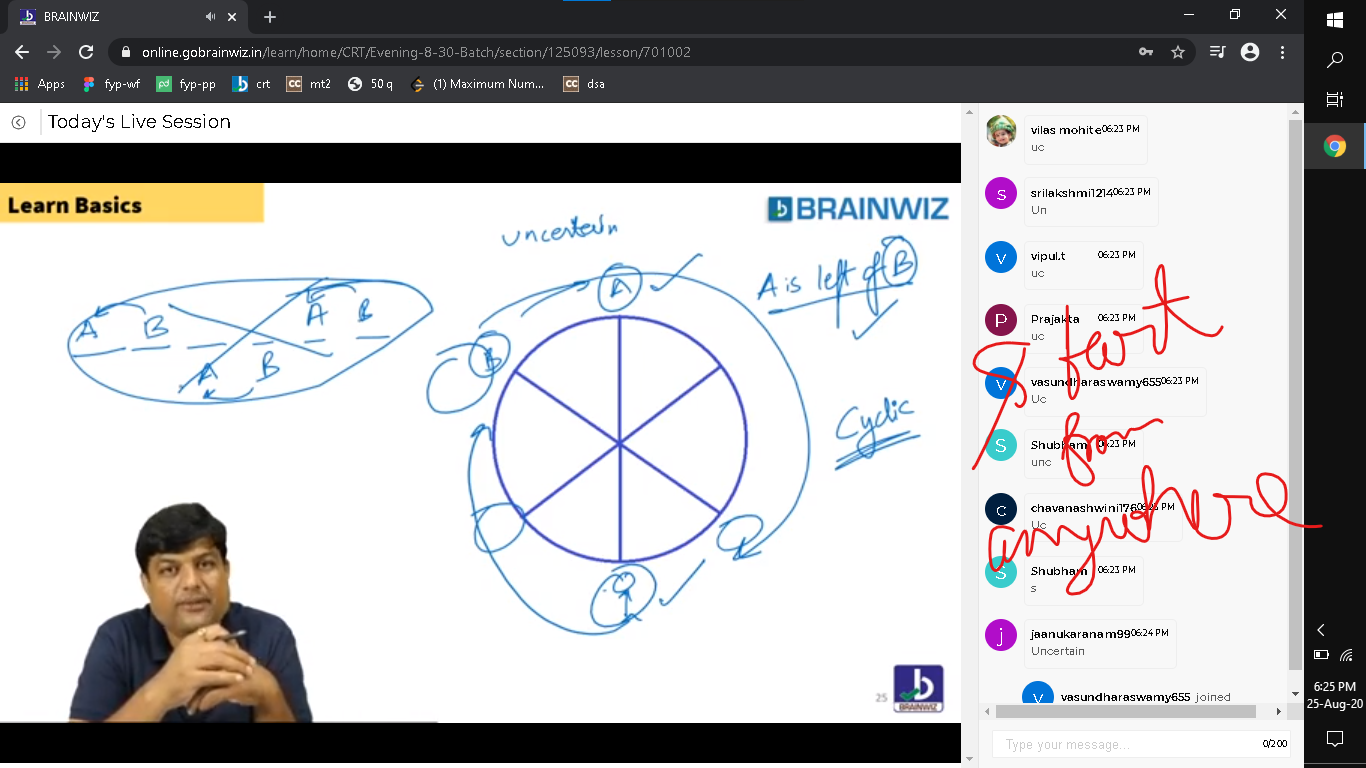 BRAINWIZ
online.gobrainwiz.in/learn/home/CRT/Evening-8-30-Batch/section/125093/lesson/701002
Apps fyp-wf fyp-pp crt CC mt2 50 q (1) Maximum Num... CC dsa
Today's Live Session
Learn Basics
BRAINWIZ
uncertain
A is left of B
A B A B
A B
A
B
Cyclic
25
BRAINWIZ
vilas mohite 06:23 PM
uc
s
srilakshmi1214 06:23 PM
Un
v
vipul.t 06:23 PM
uc
P
Prajakta 06:23 PM
uc
V
vasundharaswamy655 06:23 PM
Uc
S
Shubham 06:23 PM
unc
c
chavanashwini176 06:23 PM
Uc
S
Shubham 06:23 PM
s
j
jaanukaranam99 06:24 PM
Uncertain
v
vasundharaswamy655 joined
Start
from
anywhere
Type your message... 0/200
6:25 PM
25-Aug-20